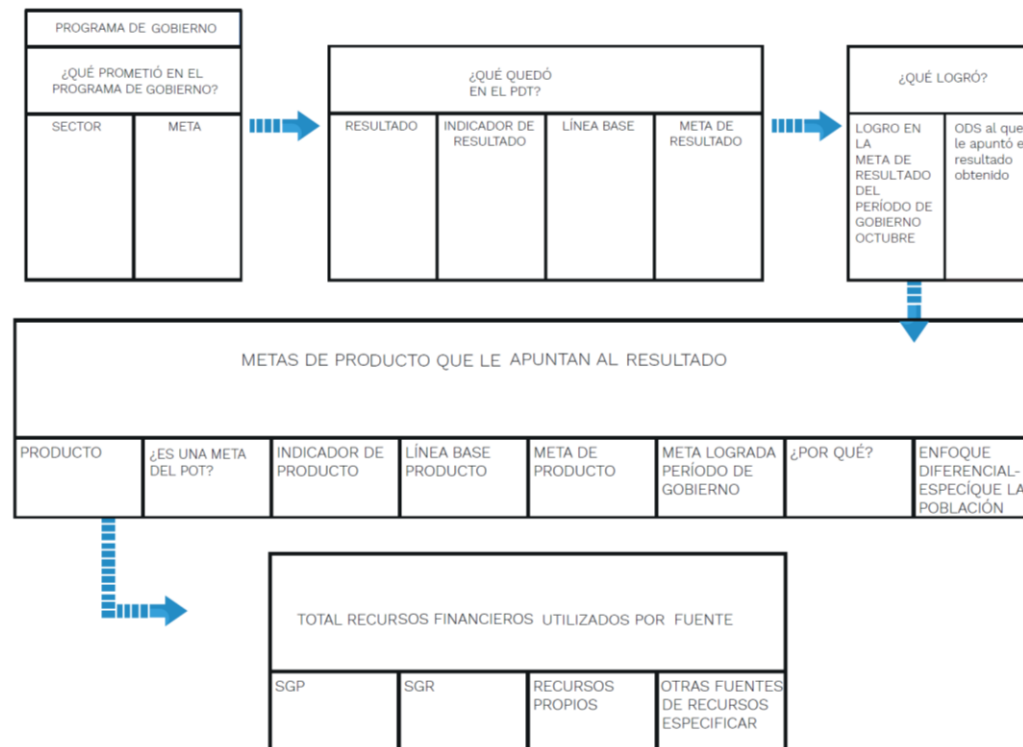 PROGRAMA DE GOBIERNO
¿QUÉ PROMETIÓ EN EL
PROGRAMA DE GOBIERNO?
SECTOR
META
¿QUÉ QUEDÓ
EN EL PDT?
RESULTADO
INDICADOR DE
RESULTADO
LÍNEA BASE
META DE
RESULTADO
¿QUÉ LOGRÓ?
LOGRO EN
LA
META DE
RESULTADO
DEL
PERÍODO DE
GOBIERNO
OCTUBRE
ODS al que
le apuntó e
resultado
obtenido
METAS DE PRODUCTO QUE LE APUNTAN AL RESULTADO
PRODUCTO
¿ES UNA META
DEL POT?
INDICADOR DE
PRODUCTO
LÍNEA BASE
PRODUCTO
META DE
PRODUCTO
META LOGRADA
PERÍODO DE
GOBIERNO
¿POR QUÉ?
ENFOQUE
DIFERENCIAL-
ESPECÍQUE LA
POBLACIÓN
TOTAL RECURSOS FINANCIEROS UTILIZADOS POR FUENTE
SGP
SGR
RECURSOS
PROPIOS
OTRAS FUENTES
DE RECURSOS
ESPECIFICAR